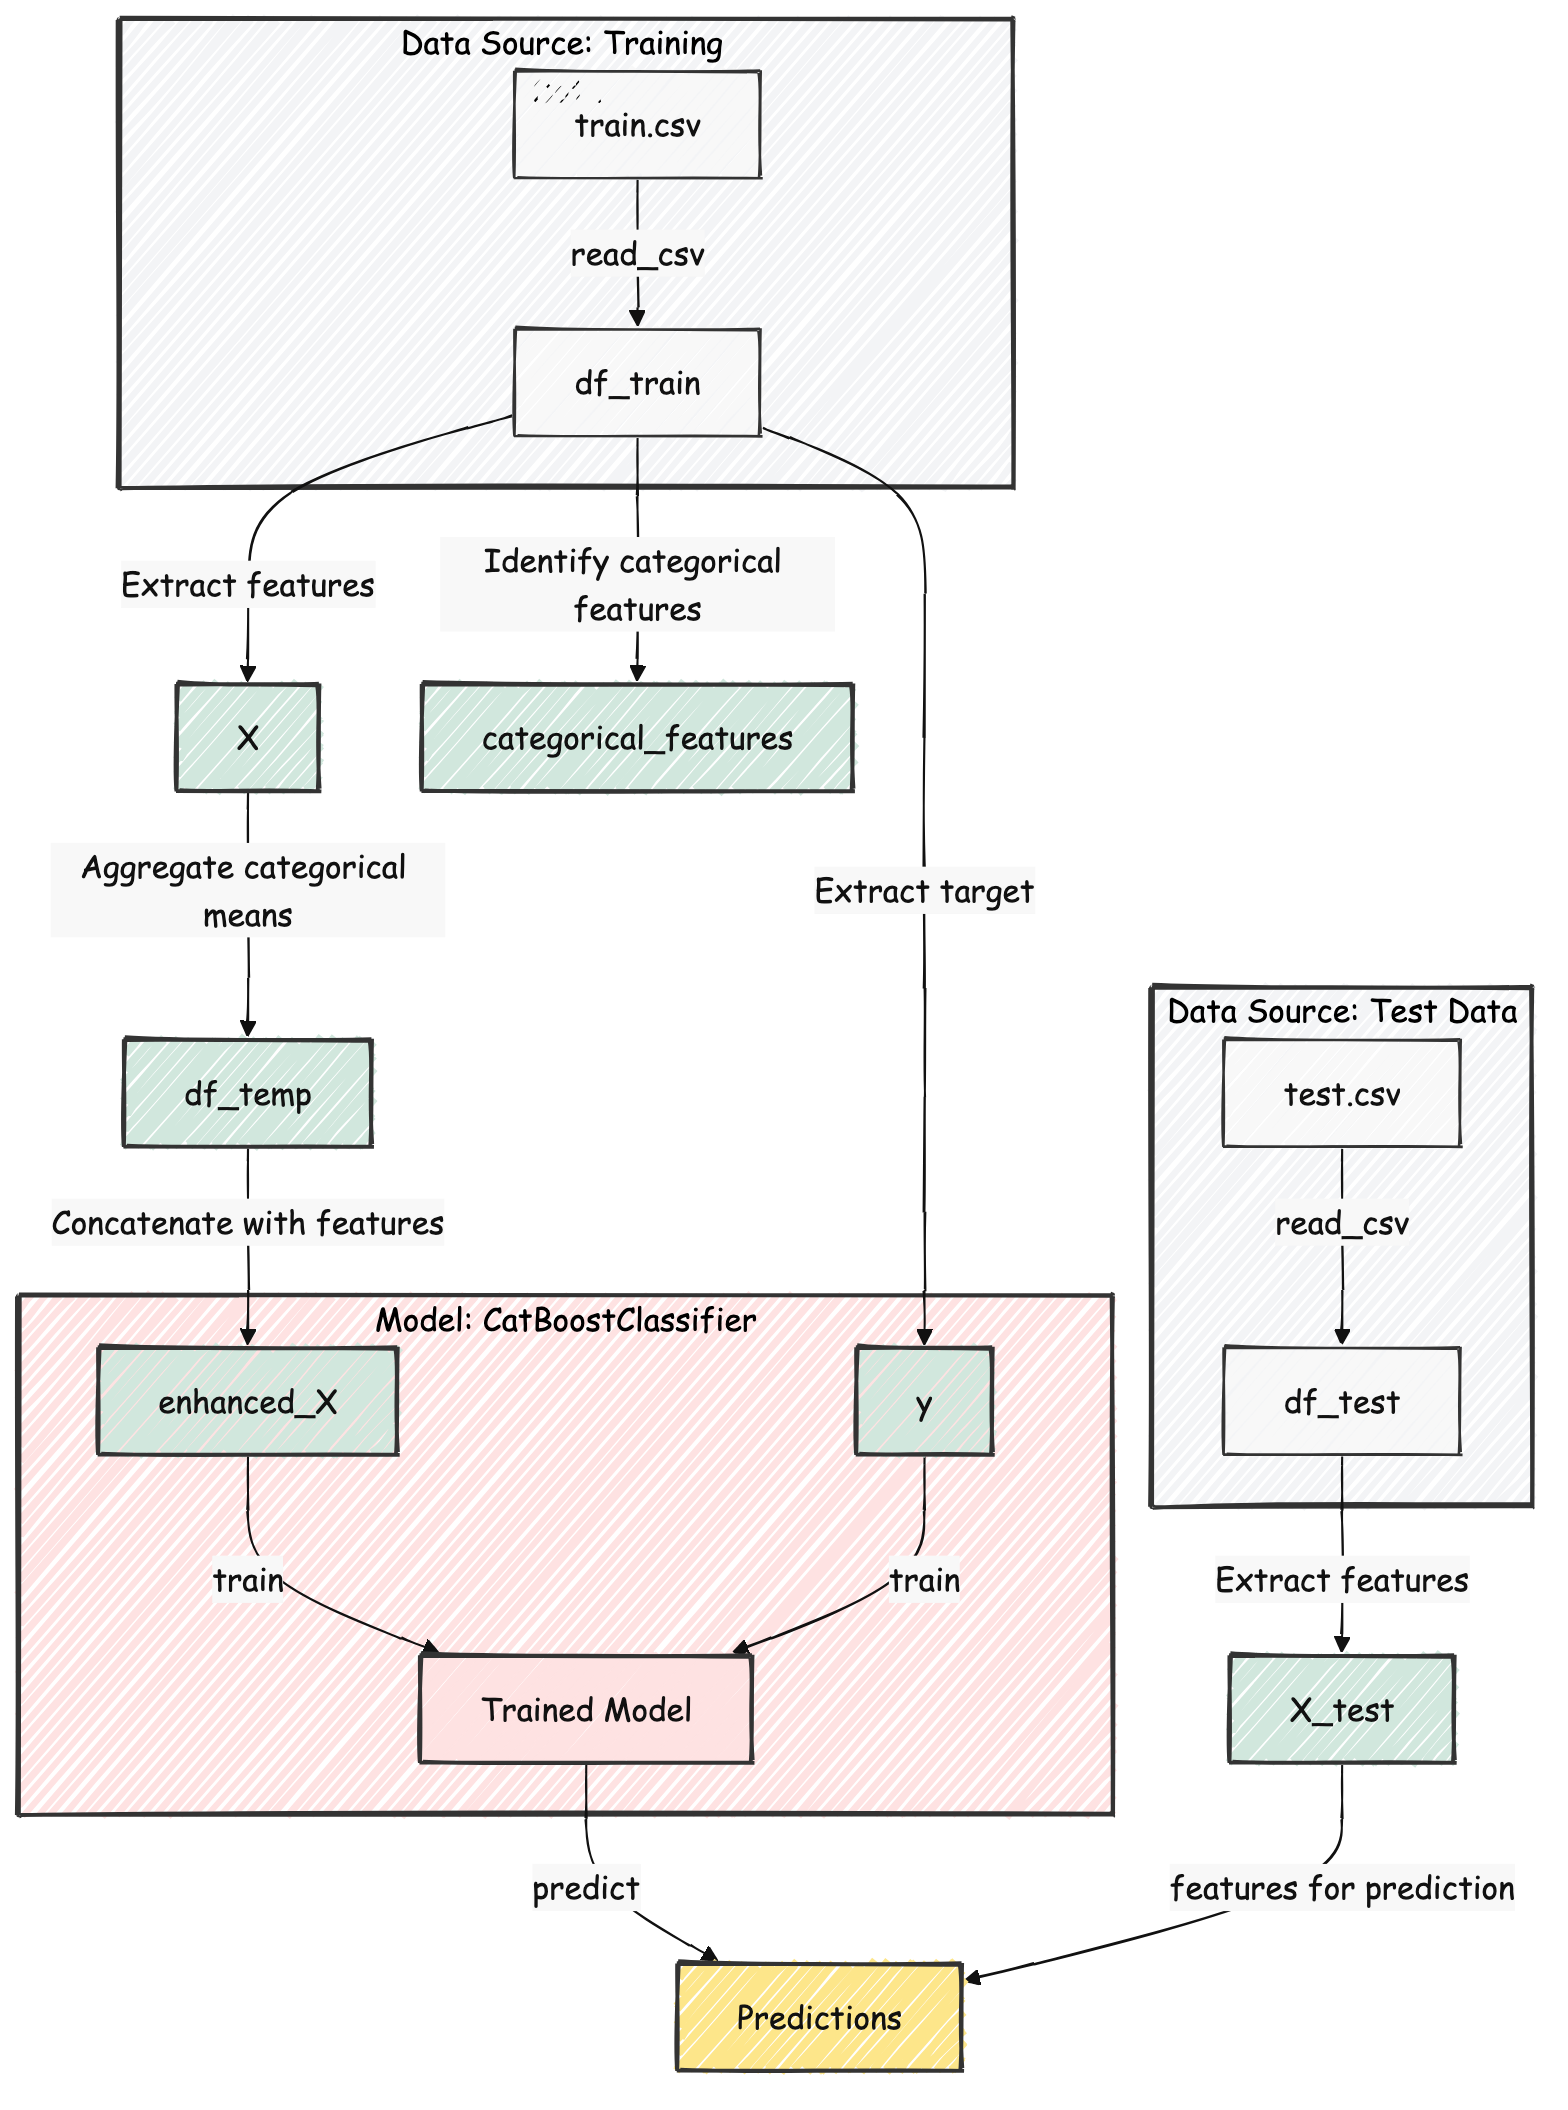 Data Source: Training
train.csv
read_csv
df_train
Extract features
Identify categorical
features
X
categorical_features
Aggregate categorical
means
Extract target
Data Source: Test Data
df_temp
test.csv
Concatenate with features
read_csv
Model: CatBoostClassifier
enhanced_X
y
df_test
train
train
Extract features
Trained Model
X_test
predict
features for prediction
Predictions